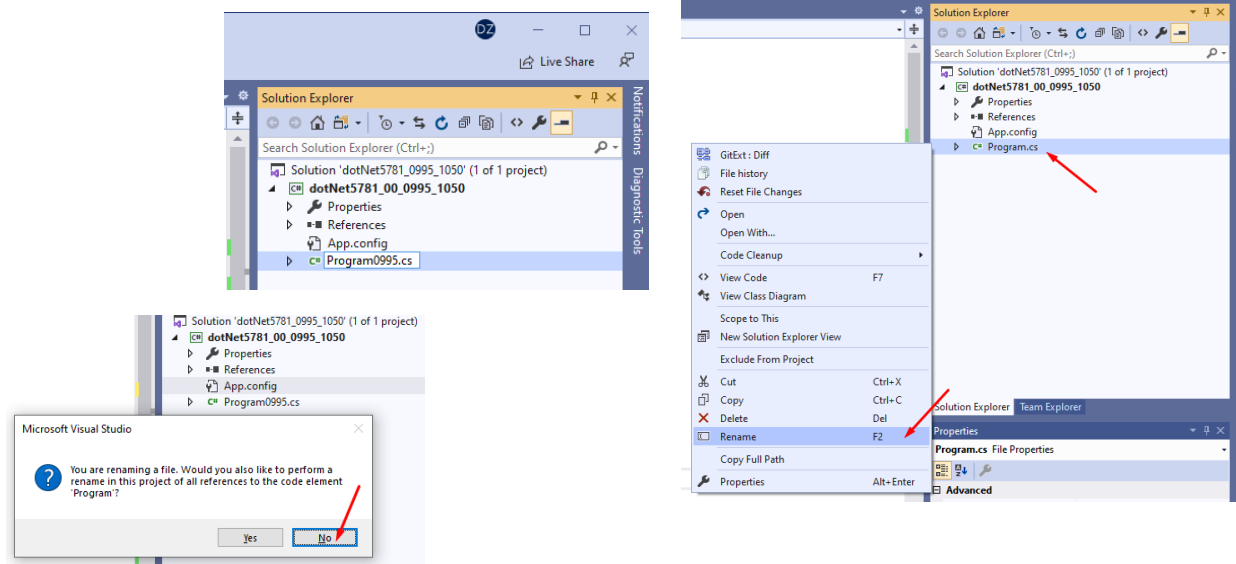 DZ
Live Share
Solution Explorer
Search Solution Explorer (Ctrl+;)
Solution 'dotNet5781_0995_1050' (1 of 1 project)
C# dotNet5781_00_0995_1050
Properties
References
App.config
C# Program0995.cs
Notifications
Diagnostic Tools
Solution 'dotNet5781_0995_1050' (1 of 1 project)
C# dotNet5781_00_0995_1050
Properties
References
App.config
C# Program0995.cs
Microsoft Visual Studio
You are renaming a file. Would you also like to perform a
rename in this project of all references to the code element
'Program'?
Yes
No
Solution Explorer
Search Solution Explorer (Ctrl+;)
Solution 'dotNet5781_0995_1050' (1 of 1 project)
C# dotNet5781_00_0995_1050
Properties
References
App.config
C# Program.cs
GitExt : Diff
File history
Reset File Changes
Open
Open With...
Code Cleanup
View Code F7
View Class Diagram
Scope to This
New Solution Explorer View
Exclude From Project
Cut Ctrl+X
Copy Ctrl+C
Delete Del
Rename F2
Copy Full Path
Properties Alt+Enter
Solution Explorer Team Explorer
Properties
Program.cs File Properties
Advanced